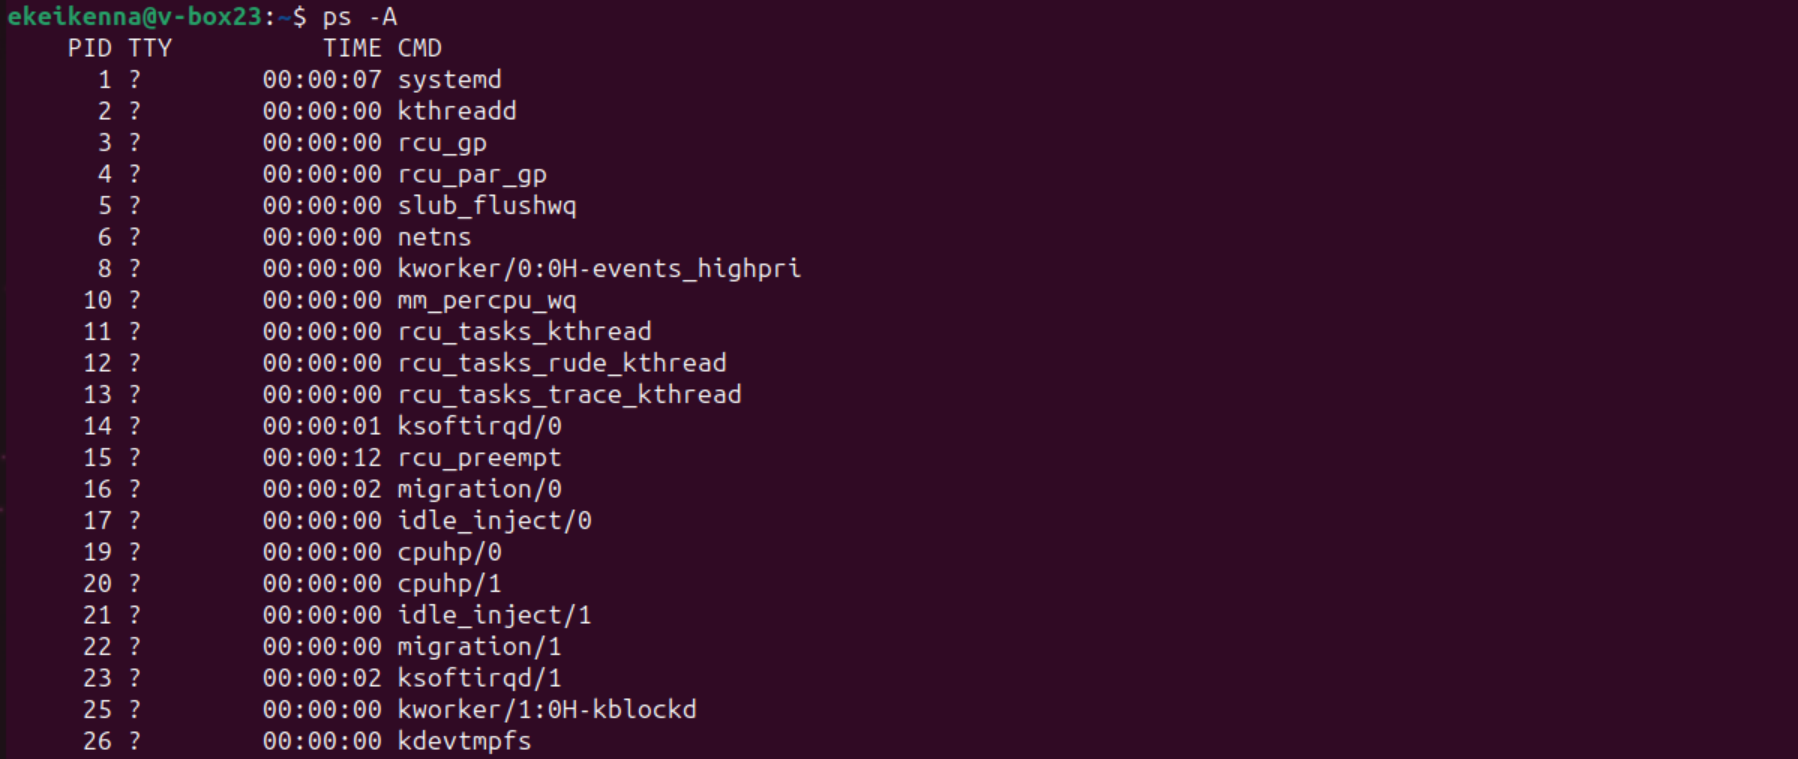 ekeikenna@v-box23:~$ ps -A
    PID TTY          TIME CMD
      1 ?        00:00:07 systemd
      2 ?        00:00:00 kthreadd
      3 ?        00:00:00 rcu_gp
      4 ?        00:00:00 rcu_par_gp
      5 ?        00:00:00 slub_flushwq
      6 ?        00:00:00 netns
      8 ?        00:00:00 kworker/0:0H-events_highpri
     10 ?        00:00:00 mm_percpu_wq
     11 ?        00:00:00 rcu_tasks_kthread
     12 ?        00:00:00 rcu_tasks_rude_kthread
     13 ?        00:00:00 rcu_tasks_trace_kthread
     14 ?        00:00:01 ksoftirqd/0
     15 ?        00:00:12 rcu_preempt
     16 ?        00:00:02 migration/0
     17 ?        00:00:00 idle_inject/0
     19 ?        00:00:00 cpuhp/0
     20 ?        00:00:00 cpuhp/1
     21 ?        00:00:00 idle_inject/1
     22 ?        00:00:00 migration/1
     23 ?        00:00:02 ksoftirqd/1
     25 ?        00:00:00 kworker/1:0H-kblockd
     26 ?        00:00:00 kdevtmpfs